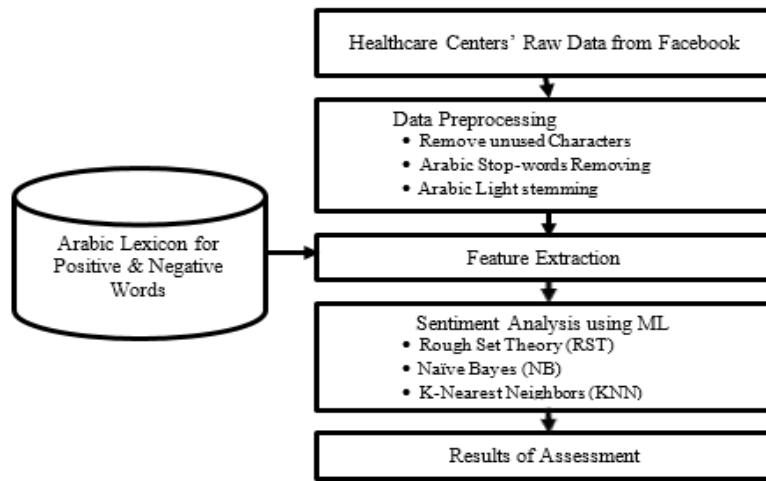 Healthcare Centers' Raw Data from Facebook
Data Preprocessing
• Remove unused Characters
• Arabic Stop-words Removing
• Arabic Light stemming
Arabic Lexicon for
Positive & Negative
Words
Feature Extraction
Sentiment Analysis using ML
• Rough Set Theory (RST)
• Naïve Bayes (NB)
• K-Nearest Neighbors (KNN)
Results of Assessment